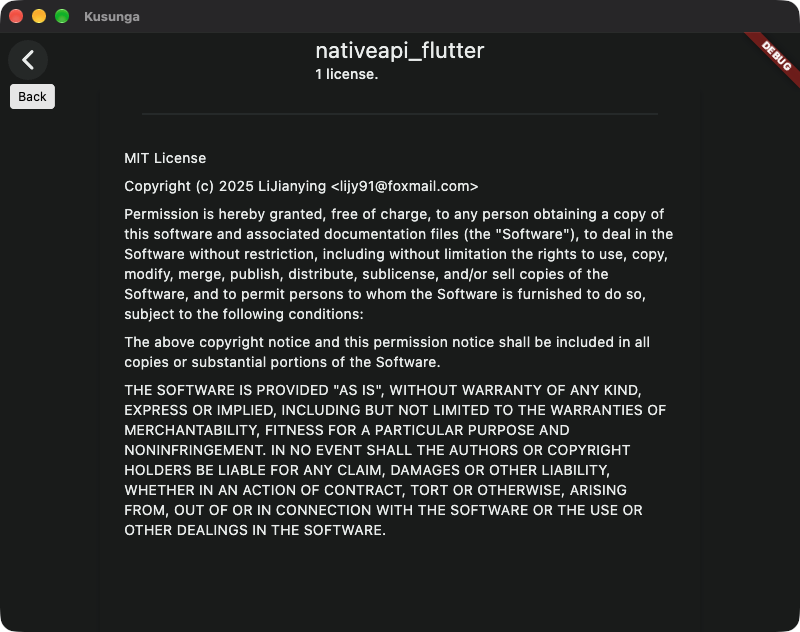 Kusunga
nativeapi_flutter
1 license.
DEBUG
Back
MIT License
Copyright (c) 2025 LiJianying <lijy91@foxmail.com>
Permission is hereby granted, free of charge, to any person obtaining a copy of
this software and associated documentation files (the "Software"), to deal in the
Software without restriction, including without limitation the rights to use, copy,
modify, merge, publish, distribute, sublicense, and/or sell copies of the
Software, and to permit persons to whom the Software is furnished to do so,
subject to the following conditions:
The above copyright notice and this permission notice shall be included in all
copies or substantial portions of the Software.
THE SOFTWARE IS PROVIDED "AS IS", WITHOUT WARRANTY OF ANY KIND,
EXPRESS OR IMPLIED, INCLUDING BUT NOT LIMITED TO THE WARRANTIES OF
MERCHANTABILITY, FITNESS FOR A PARTICULAR PURPOSE AND
NONINFRINGEMENT. IN NO EVENT SHALL THE AUTHORS OR COPYRIGHT
HOLDERS BE LIABLE FOR ANY CLAIM, DAMAGES OR OTHER LIABILITY,
WHETHER IN AN ACTION OF CONTRACT, TORT OR OTHERWISE, ARISING
FROM, OUT OF OR IN CONNECTION WITH THE SOFTWARE OR THE USE OR
OTHER DEALINGS IN THE SOFTWARE.